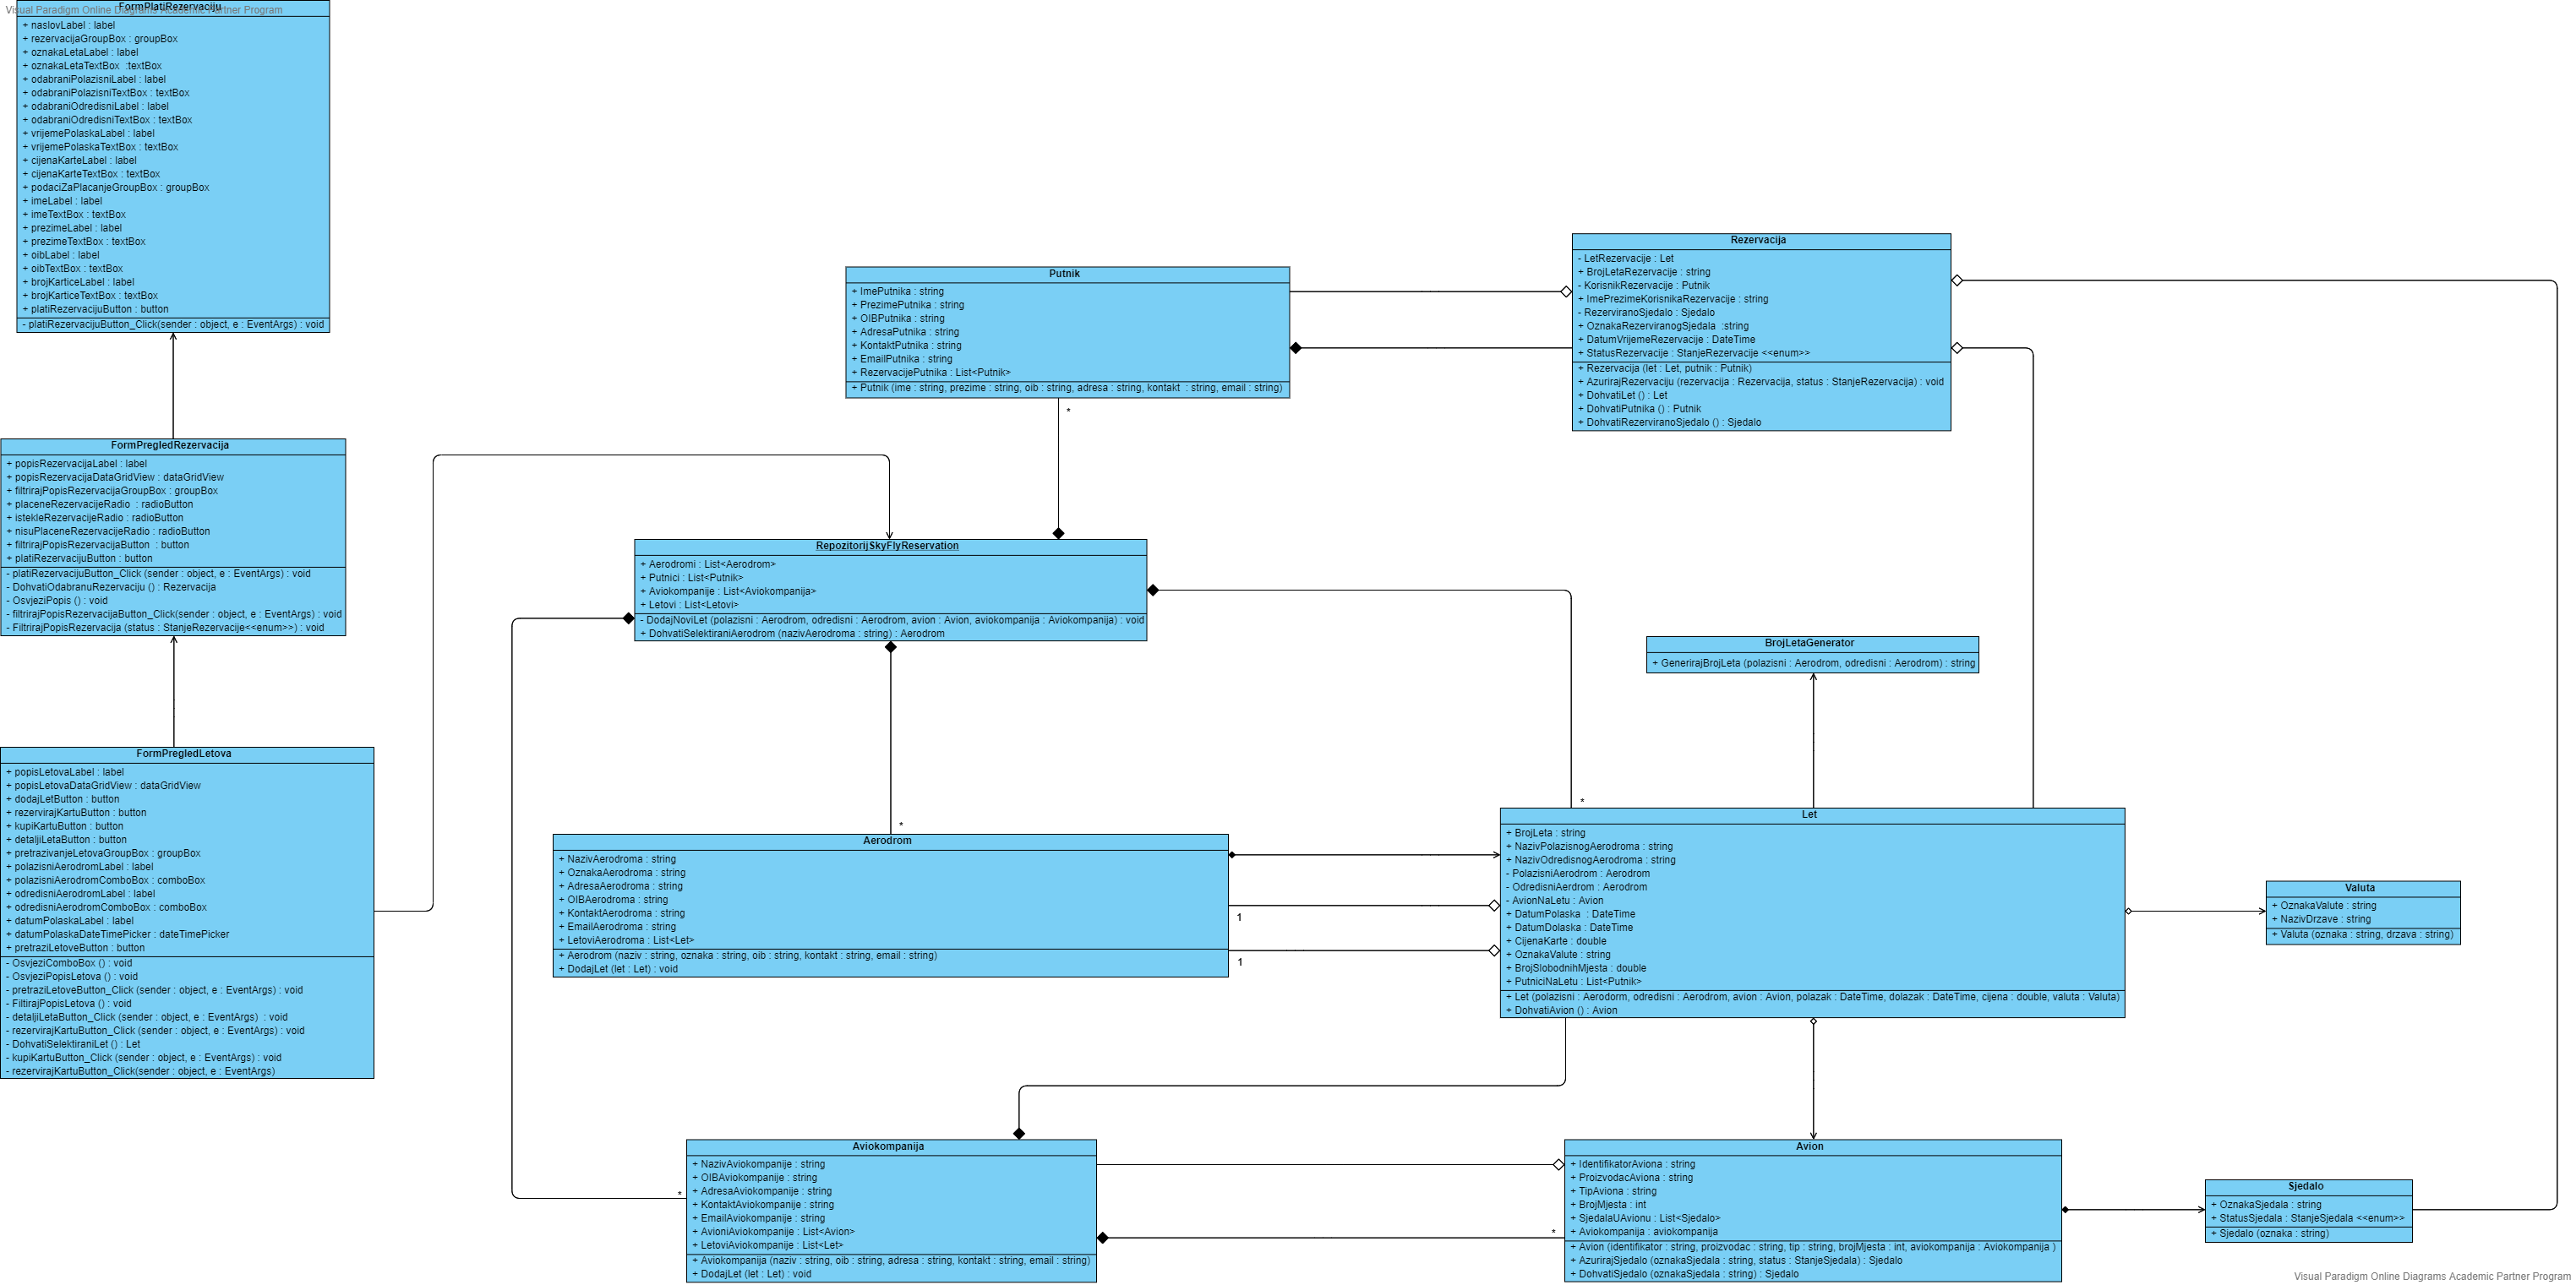 Visual Paradigm Online Diagrams Academic Partner Program
FormPlatiRezervaciju
+ naslovLabel : label
+ rezervacijaGroupBox : groupBox
+ oznakaLetaLabel : label
+ oznakaLetaTextBox :textBox
+ odabraniPolazisniLabel : label
+ odabraniPolazisniTextBox : textBox
+ odabraniOdredisniLabel : label
+ odabraniOdredisniTextBox : textBox
+ vrijemePolaskaLabel : label
+ vrijemePolaskaTextBox : textBox
+ cijenaKarteLabel : label
+ cijenaKarteTextBox : textBox
+ podaciZaPlacanjeGroupBox : groupBox
+ imeLabel : label
+ imeTextBox : textBox
+ prezimeLabel : label
+ prezimeTextBox : textBox
+ oibLabel : label
+ oibTextBox : textBox
+ brojKarticeLabel : label
+ brojKarticeTextBox : textBox
+ platiRezervacijuButton : button
- platiRezervacijuButton_Click(sender : object, e : EventArgs) : void
FormPregledRezervacija
+ popisRezervacijaLabel : label
+ popisRezervacijaDataGridView : dataGridView
+ filtrirajPopisRezervacijaGroupBox : groupBox
+ placeneRezervacijeRadio : radioButton
+ istekleRezervacijeRadio : radioButton
+ nisuPlaceneRezervacijeRadio : radioButton
+ filtrirajPopisRezervacijaButton : button
+ platiRezervacijuButton : button
- platiRezervacijuButton_Click (sender : object, e : EventArgs) : void
- DohvatiOdabranuRezervaciju () : Rezervacija
- OsvjeziPopis () : void
- filtrirajPopisRezervacijaButton_Click(sender : object, e : EventArgs) : void
- FiltrirajPopisRezervacija (status : StanjeRezervacije<<enum>>) : void
FormPregledLetova
+ popisLetovaLabel : label
+ popisLetovaDataGridView : dataGridView
+ dodajLetButton : button
+ rezervirajKartuButton : button
+ kupiKartuButton : button
+ detaljiLetaButton : button
+ pretrazivanjeLetovaGroupBox : groupBox
+ polazisniAerodromLabel : label
+ polazisniAerodromComboBox : comboBox
+ odredisniAerodromLabel : label
+ odredisniAerodromComboBox : comboBox
+ datumPolaskaLabel : label
+ datumPolaskaDateTimePicker : dateTimePicker
+ pretraziLetoveButton : button
- OsvjeziComboBox () : void
- OsvjeziPopisLetova () : void
- pretraziLetoveButton_Click (sender : object, e : EventArgs) : void
- FiltirajPopisLetova () : void
- detaljiLetaButton_Click (sender : object, e : EventArgs) : void
- rezervirajKartuButton_Click (sender : object, e : EventArgs) : void
- DohvatiSelektiraniLet () : Let
- kupiKartuButton_Click (sender : object, e : EventArgs) : void
- rezervirajKartuButton_Click(sender : object, e : EventArgs)
Putnik
+ ImePutnika : string
+ PrezimePutnika : string
+ OIBPutnika : string
+ AdresaPutnika : string
+ KontaktPutnika : string
+ EmailPutnika : string
+ RezervacijePutnika : List<Putnik>
+ Putnik (ime : string, prezime : string, oib : string, adresa : string, kontakt : string, email : string)
*
Rezervacija
- LetRezervacije : Let
+ BrojLetaRezervacije : string
- KorisnikRezervacije : Putnik
+ ImePrezimeKorisnikaRezervacije : string
- RezerviranoSjedalo : Sjedalo
+ OznakaRezerviranogSjedala :string
+ DatumVrijemeRezervacije : DateTime
+ StatusRezervacije : StanjeRezervacije <<enum>>
+ Rezervacija (let : Let, putnik : Putnik)
+ AzurirajRezervaciju (rezervacija : Rezervacija, status : StanjeRezervacija) : void
+ DohvatiLet () : Let
+ DohvatiPutnika () : Putnik
+ DohvatiRezerviranoSjedalo () : Sjedalo
RepozitorijSkyFlyReservation
+ Aerodromi : List<Aerodrom>
+ Putnici : List<Putnik>
+ Aviokompanije : List<Aviokompanija>
+ Letovi : List<Letovi>
- DodajNoviLet (polazisni : Aerodrom, odredisni : Aerodrom, avion : Avion, aviokompanija : Aviokompanija) : void
+ DohvatiSelektiraniAerodrom (nazivAerodroma : string) : Aerodrom
BrojLetaGenerator
+ GenerirajBrojLeta (polazisni : Aerodrom, odredisni : Aerodrom) : string
*
*
Aerodrom
+ NazivAerodroma : string
+ OznakaAerodroma : string
+ AdresaAerodroma : string
+ OIBAerodroma : string
+ KontaktAerodroma : string
+ EmailAerodroma : string
+ LetoviAerodroma : List<Let>
+ Aerodrom (naziv : string, oznaka : string, oib : string, kontakt : string, email : string)
+ DodajLet (let : Let) : void
1
1
Let
+ BrojLeta : string
+ NazivPolazisnogAerodroma : string
+ NazivOdredisnogAerodroma : string
- PolazisniAerodrom : Aerodrom
- OdredisniAerdrom : Aerodrom
- AvionNaLetu : Avion
+ DatumPolaska : DateTime
+ DatumDolaska : DateTime
+ CijenaKarte : double
+ OznakaValute : string
+ BrojSlobodnihMjesta : double
+ PutniciNaLetu : List<Putnik>
+ Let (polazisni : Aerodorm, odredisni : Aerodrom, avion : Avion, polazak : DateTime, dolazak : DateTime, cijena : double, valuta : Valuta)
+ DohvatiAvion () : Avion
Valuta
+ OznakaValute : string
+ NazivDrzave : string
+ Valuta (oznaka : string, drzava : string)
*
Aviokompanija
+ NazivAviokompanije : string
+ OIBAviokompanije : string
+ AdresaAviokompanije : string
+ KontaktAviokompanije : string
+ EmailAviokompanije : string
+ AvioniAviokompanije : List<Avion>
+ LetoviAviokompanije : List<Let>
+ Aviokompanija (naziv : string, oib : string, adresa : string, kontakt : string, email : string)
+ DodajLet (let : Let) : void
*
Avion
+ IdentifikatorAviona : string
+ ProizvodacAviona : string
+ TipAviona : string
+ BrojMjesta : int
+ SjedalaUAvionu : List<Sjedalo>
+ Aviokompanija : aviokompanija
+ Avion (identifikator : string, proizvodac : string, tip : string, brojMjesta : int, aviokompanija : Aviokompanija )
+ AzurirajSjedalo (oznakaSjedala : string, status : StanjeSjedala) : Sjedalo
+ DohvatiSjedalo (oznakaSjedala : string) : Sjedalo
Sjedalo
+ OznakaSjedala : string
+ StatusSjedala : StanjeSjedala <<enum>>
+ Sjedalo (oznaka : string)
Visual Paradigm Online Diagrams Academic Partner Program